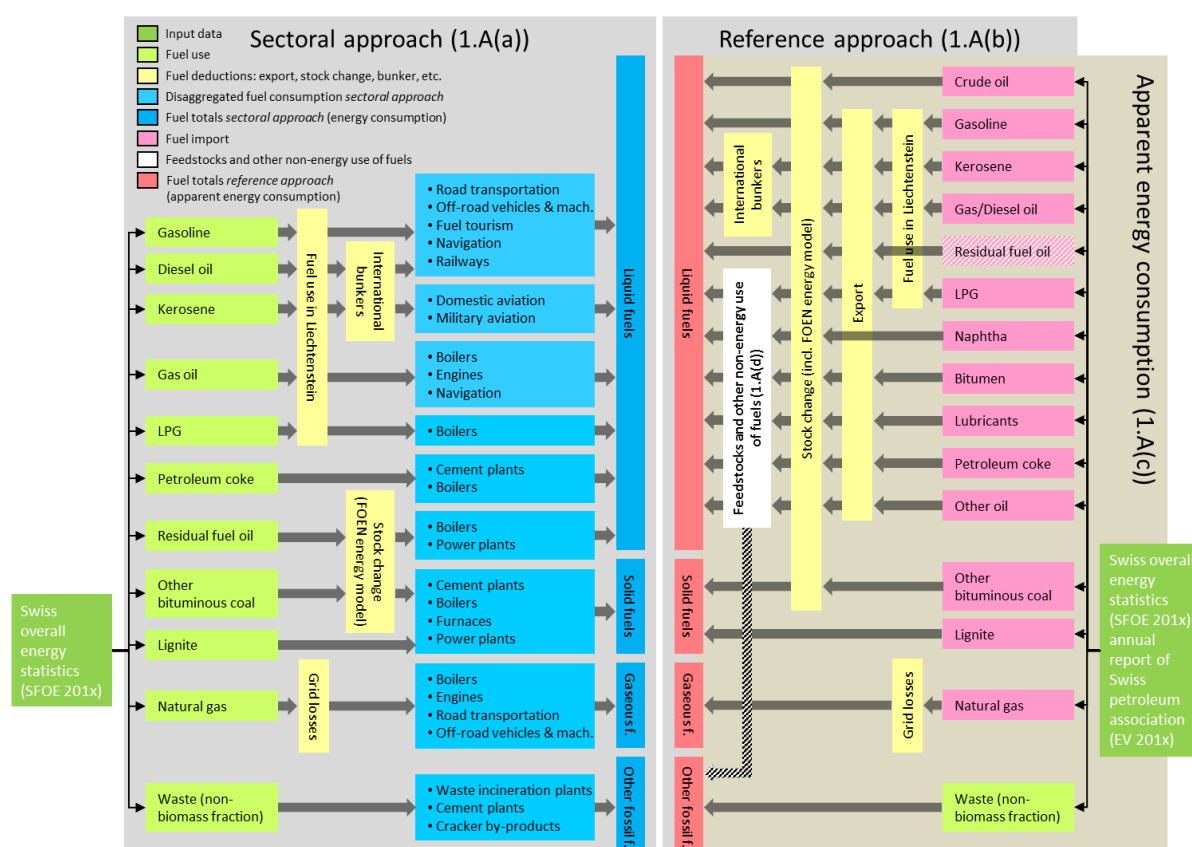 Sectoral approach (1.A(a))
Input data
Fuel use
Fuel deductions: export, stock change, bunker, etc.
Disaggregated fuel consumption sectoral approach
Fuel totals sectoral approach (energy consumption)
Fuel import
Feedstocks and other non-energy use of fuels
Fuel totals reference approach
(apparent energy consumption)
Swiss
overall
energy
statistics
(SFOE 201x)
Gasoline
Diesel oil
Kerosene
Gas oil
LPG
Petroleum coke
Residual fuel oil
Other
bituminous coal
Lignite
Natural gas
Waste (non-
biomass fraction)
Fuel use in Liechtenstein
International
bunkers
Stock change
(FOEN energy model)
Grid losses
• Road transportation
• Off-road vehicles & mach.
• Fuel tourism
• Navigation
• Railways
• Domestic aviation
• Military aviation
• Boilers
• Engines
• Navigation
• Boilers
• Cement plants
• Boilers
• Boilers
• Power plants
• Cement plants
• Boilers
• Furnaces
• Power plants
• Boilers
• Engines
• Road transportation
• Off-road vehicles & mach.
• Waste incineration plants
• Cement plants
• Cracker by-products
Liquid fuels
Solid fuels
Gaseous f.
Other fossil f.
Reference approach (1.A(b))
Liquid fuels
Solid fuels
Gaseous f.
Other fossil f.
International
bunkers
Feedstocks and other non-energy use
of fuels (1.A(d))
Stock change (incl. FOEN energy model)
Export
Fuel use in Liechtenstein
Grid losses
Crude oil
Gasoline
Kerosene
Gas/Diesel oil
Residual fuel oil
LPG
Naphtha
Bitumen
Lubricants
Petroleum coke
Other oil
Other
bituminous coal
Lignite
Natural gas
Waste (non-
biomass fraction)
Apparent energy consumption (1.A(c))
Swiss overall
energy
statistics
(SFOE 201x)
annual
report of
Swiss
petroleum
association
(EV 201x)